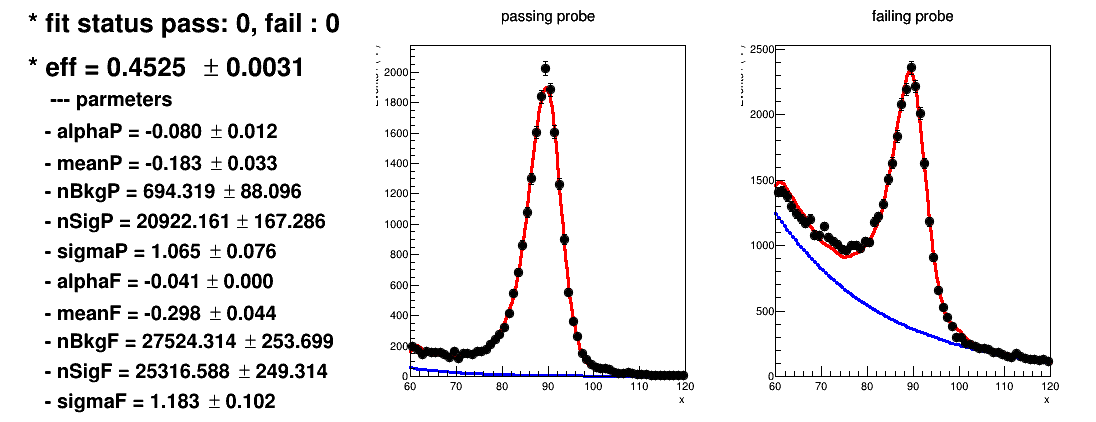 * fit status pass: 0, fail : 0
* eff = 0.4525 ± 0.0031
--- parmeters
- alphaP = -0.080 ± 0.012
- meanP = -0.183 ± 0.033
- nBkgP = 694.319 ± 88.096
- nSigP = 20922.161 ± 167.286
- sigmaP = 1.065 ± 0.076
- alphaF = -0.041 ± 0.000
- meanF = -0.298 ± 0.044
- nBkgF = 27524.314 ± 253.699
- nSigF = 25316.588 ± 249.314
- sigmaF = 1.183 ± 0.102
passing probe
2000
1800
1600
1400
1200
1000
800
600
400
200
0
60 70 80 90 100 110 120
x
failing probe
2500
2000
1500
1000
500
0
60 70 80 90 100 110 120
x